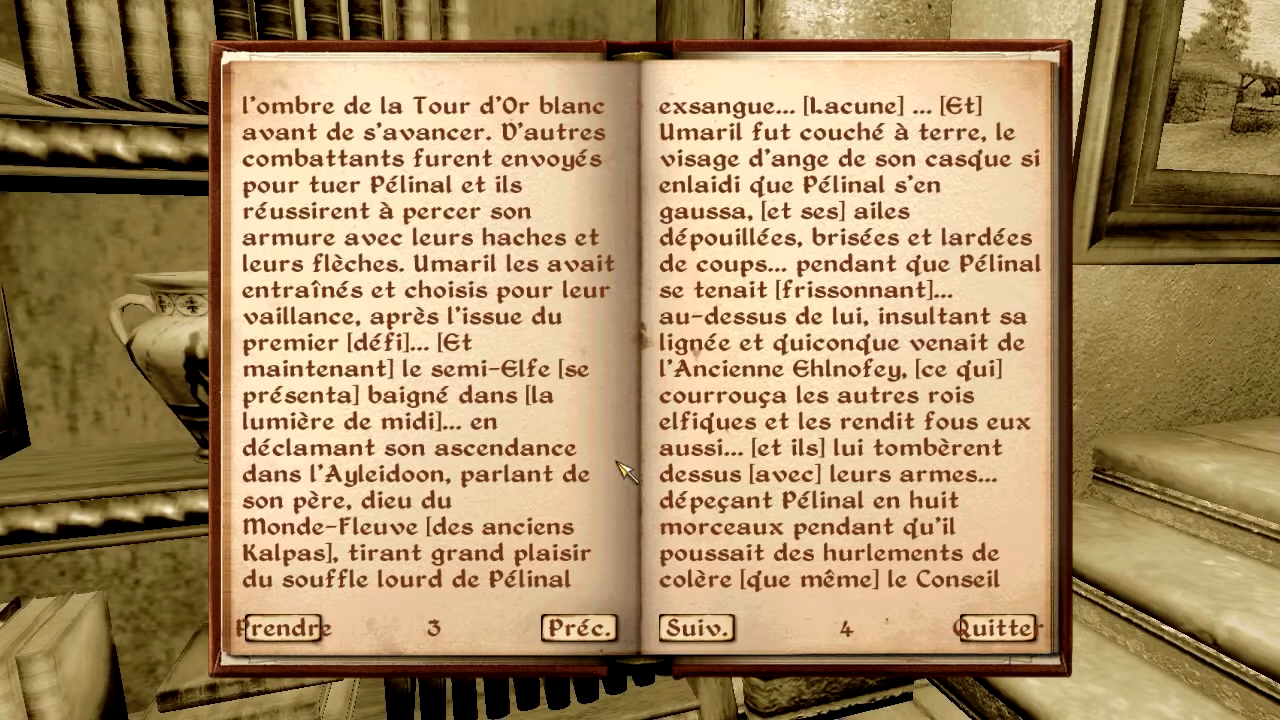 l'ombre de la Tour d'Or blanc
avant de s'avancer. D'autres
combattants furent envoyés
pour tuer Pélinal et ils
réussirent à percer son
armure avec leurs haches et
leurs flèches. Umaril les avait
entraînés et choisis pour leur
vaillance, après l'issue du
premier [défi]... [Et
maintenant] le semi-Elfe [se
présenta] baigné dans [la
lumière de midi]... en
déclamant son ascendance
dans l'Ayleidoon, parlant de
son père, dieu du
Monde-Fleuve [des anciens
Kalpas], tirant grand plaisir
du souffle lourd de Pélinal
exsangue... [Lacune] ... [Et]
Umaril fut couché à terre, le
visage d'ange de son casque si
enlaidi que Pélinal s'en
gaussa, [et ses] ailes
dépouillées, brisées et lardées
de coups... pendant que Pélinal
se tenait [frissonnant]...
au-dessus de lui, insultant sa
lignée et quiconque venait de
l'Ancienne Ehlnofey, [ce qui]
courrouça les autres rois
elfiques et les rendit fous eux
aussi... [et ils] lui tombèrent
dessus [avec] leurs armes...
dépeçant Pélinal en huit
morceaux pendant qu'il
poussait des hurlements de
colère [que même] le Conseil
Prendre 3 Préc. Suiv. 4 Quitter